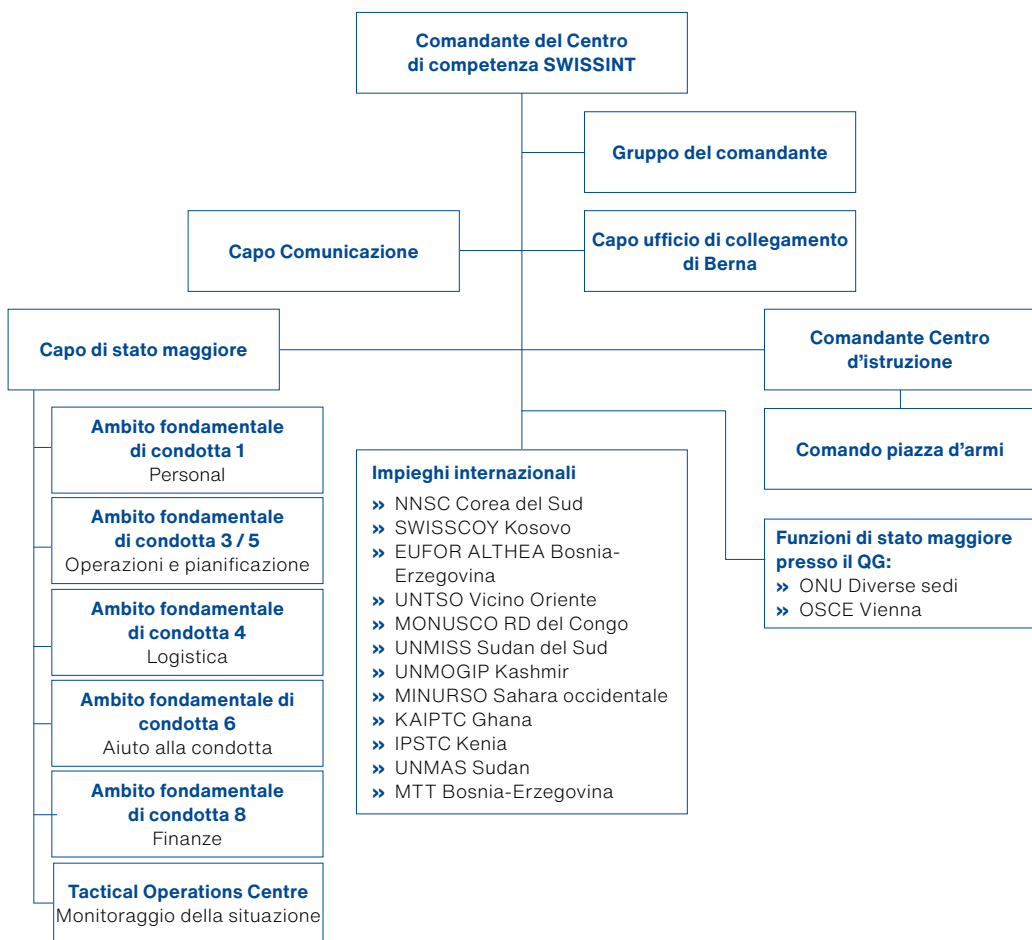 Comandante del Centro
di competenza SWISSINT
Gruppo del comandante
Capo Comunicazione
Capo ufficio di collegamento
di Berna
Capo di stato maggiore
Comandante Centro
d'istruzione
Comando piazza d'armi
Ambito fondamentale
di condotta 1
Personal
Ambito fondamentale
di condotta 3 / 5
Operazioni e pianificazione
Ambito fondamentale
di condotta 4
Logistica
Ambito fondamentale di
condotta 6
Aiuto alla condotta
Ambito fondamentale
di condotta 8
Finanze
Tactical Operations Centre
Monitoraggio della situazione
Impieghi internazionali
» NNSC Corea del Sud
» SWISSCOY Kosovo
» EUFOR ALTHEA Bosnia-
Erzegovina
» UNTSO Vicino Oriente
» MONUSCO RD del Congo
» UNMISS Sudan del Sud
» UNMOGIP Kashmir
» MINURSO Sahara occidentale
» KAIPTC Ghana
» IPSTC Kenia
» UNMAS Sudan
» MTT Bosnia-Erzegovina
Funzioni di stato maggiore
presso il QG:
» ONU Diverse sedi
» OSCE Vienna